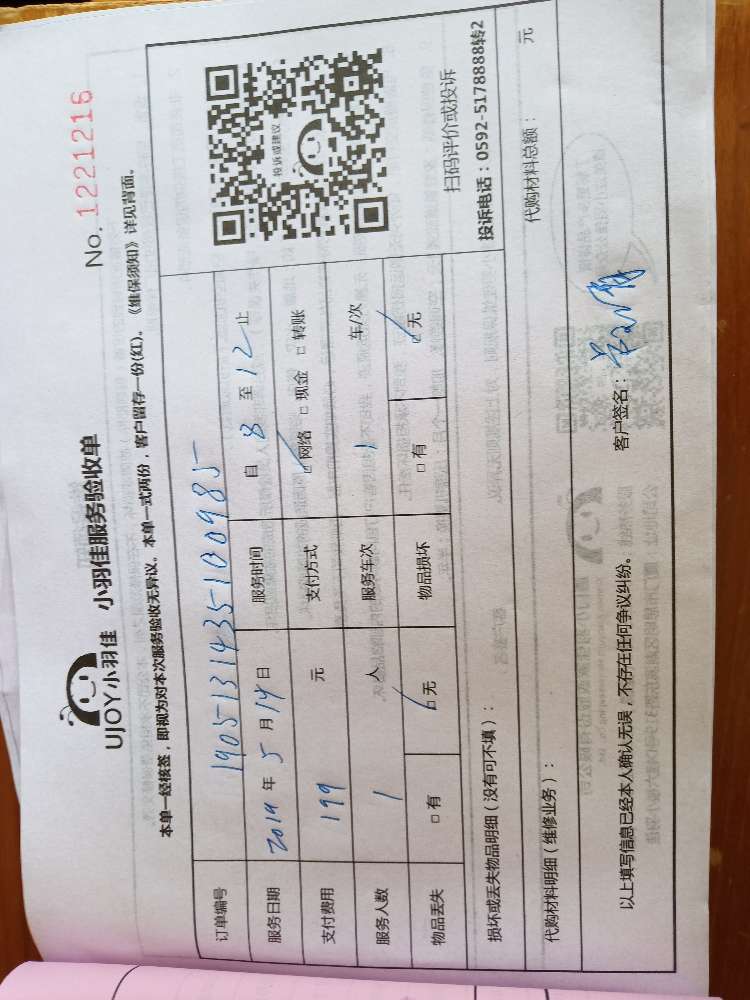 UJOY小羽佳 小羽佳服务验收单 No. 1221216
本单一经核签，即视为对本次服务验收无异议。本单一式两份，客户留存一份(红)。《维保须知》详见背面。
订单编号 1905131435100985
服务日期 2019 年 5 月 14 日 服务时间 自 8 至 12 止
支付费用 199 元 支付方式 ☑ 网络 □ 现金 □ 转账
服务人数 1 人 服务车次 1 车/次
物品丢失 □ 有 ☑ 无 物品损坏 □ 有 ☑ 无
投诉或建议
扫码评价或投诉
投诉电话：0592-5178888转2
损坏或丢失物品明细（没有可不填）：
代购材料明细（维修业务）： 代购材料总额： 元
以上填写信息已经本人确认无误，不存在任何争议纠纷。 客户签名：